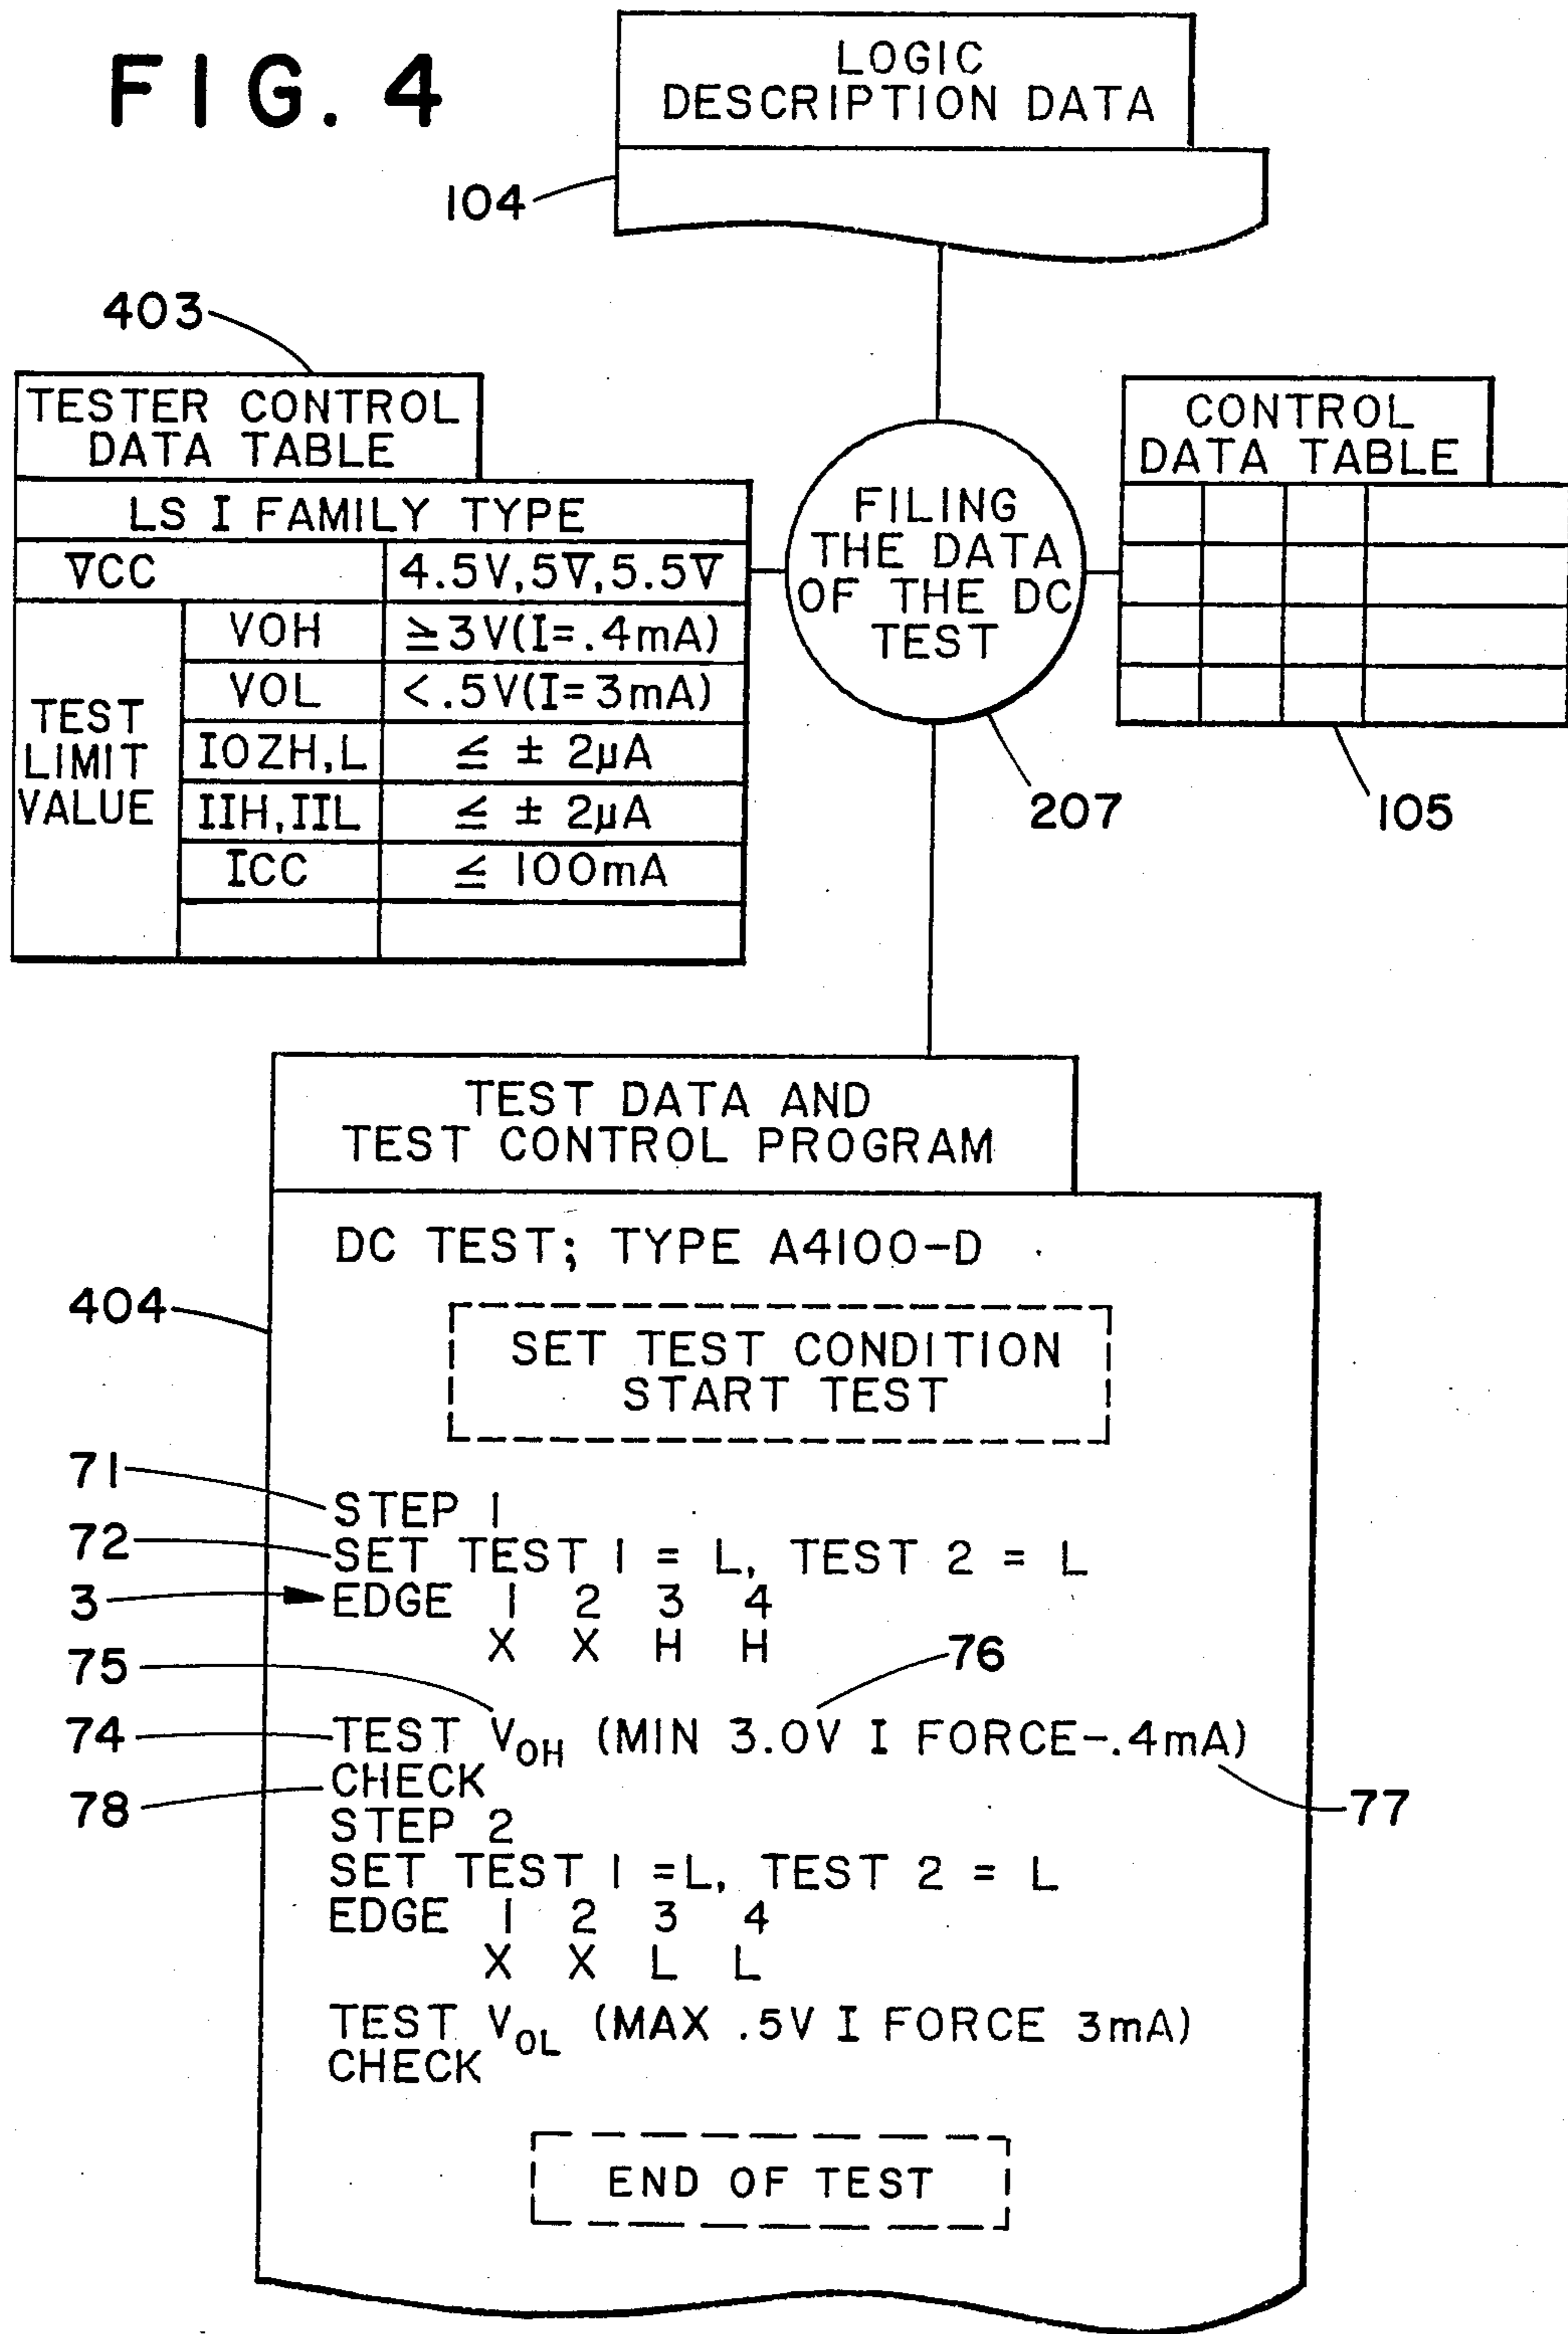 FIG. 4
LOGIC
DESCRIPTION DATA
104
403
TESTER CONTROL
DATA TABLE
LSI FAMILY TYPE
VCC 4.5V, 5V, 5.5V
TEST
LIMIT
VALUE
VOH ≧3V(I=.4mA)
VOL <.5V(I=3mA)
IOZH,L ≦ ± 2µA
IIH,IIL ≦ ± 2µA
ICC ≦ 100mA
FILING
THE DATA
OF THE DC
TEST
207
CONTROL
DATA TABLE
105
TEST DATA AND
TEST CONTROL PROGRAM
404
DC TEST; TYPE A4100-D
SET TEST CONDITION
START TEST
71
STEP 1
72
SET TEST 1 = L, TEST 2 = L
3
EDGE 1 2 3 4
X X H H
75
76
74
TEST VOH (MIN 3.0V I FORCE-.4mA)
77
CHECK
78
STEP 2
SET TEST 1 =L, TEST 2 = L
EDGE 1 2 3 4
X X L L
TEST VOL (MAX .5V I FORCE 3mA)
CHECK
END OF TEST